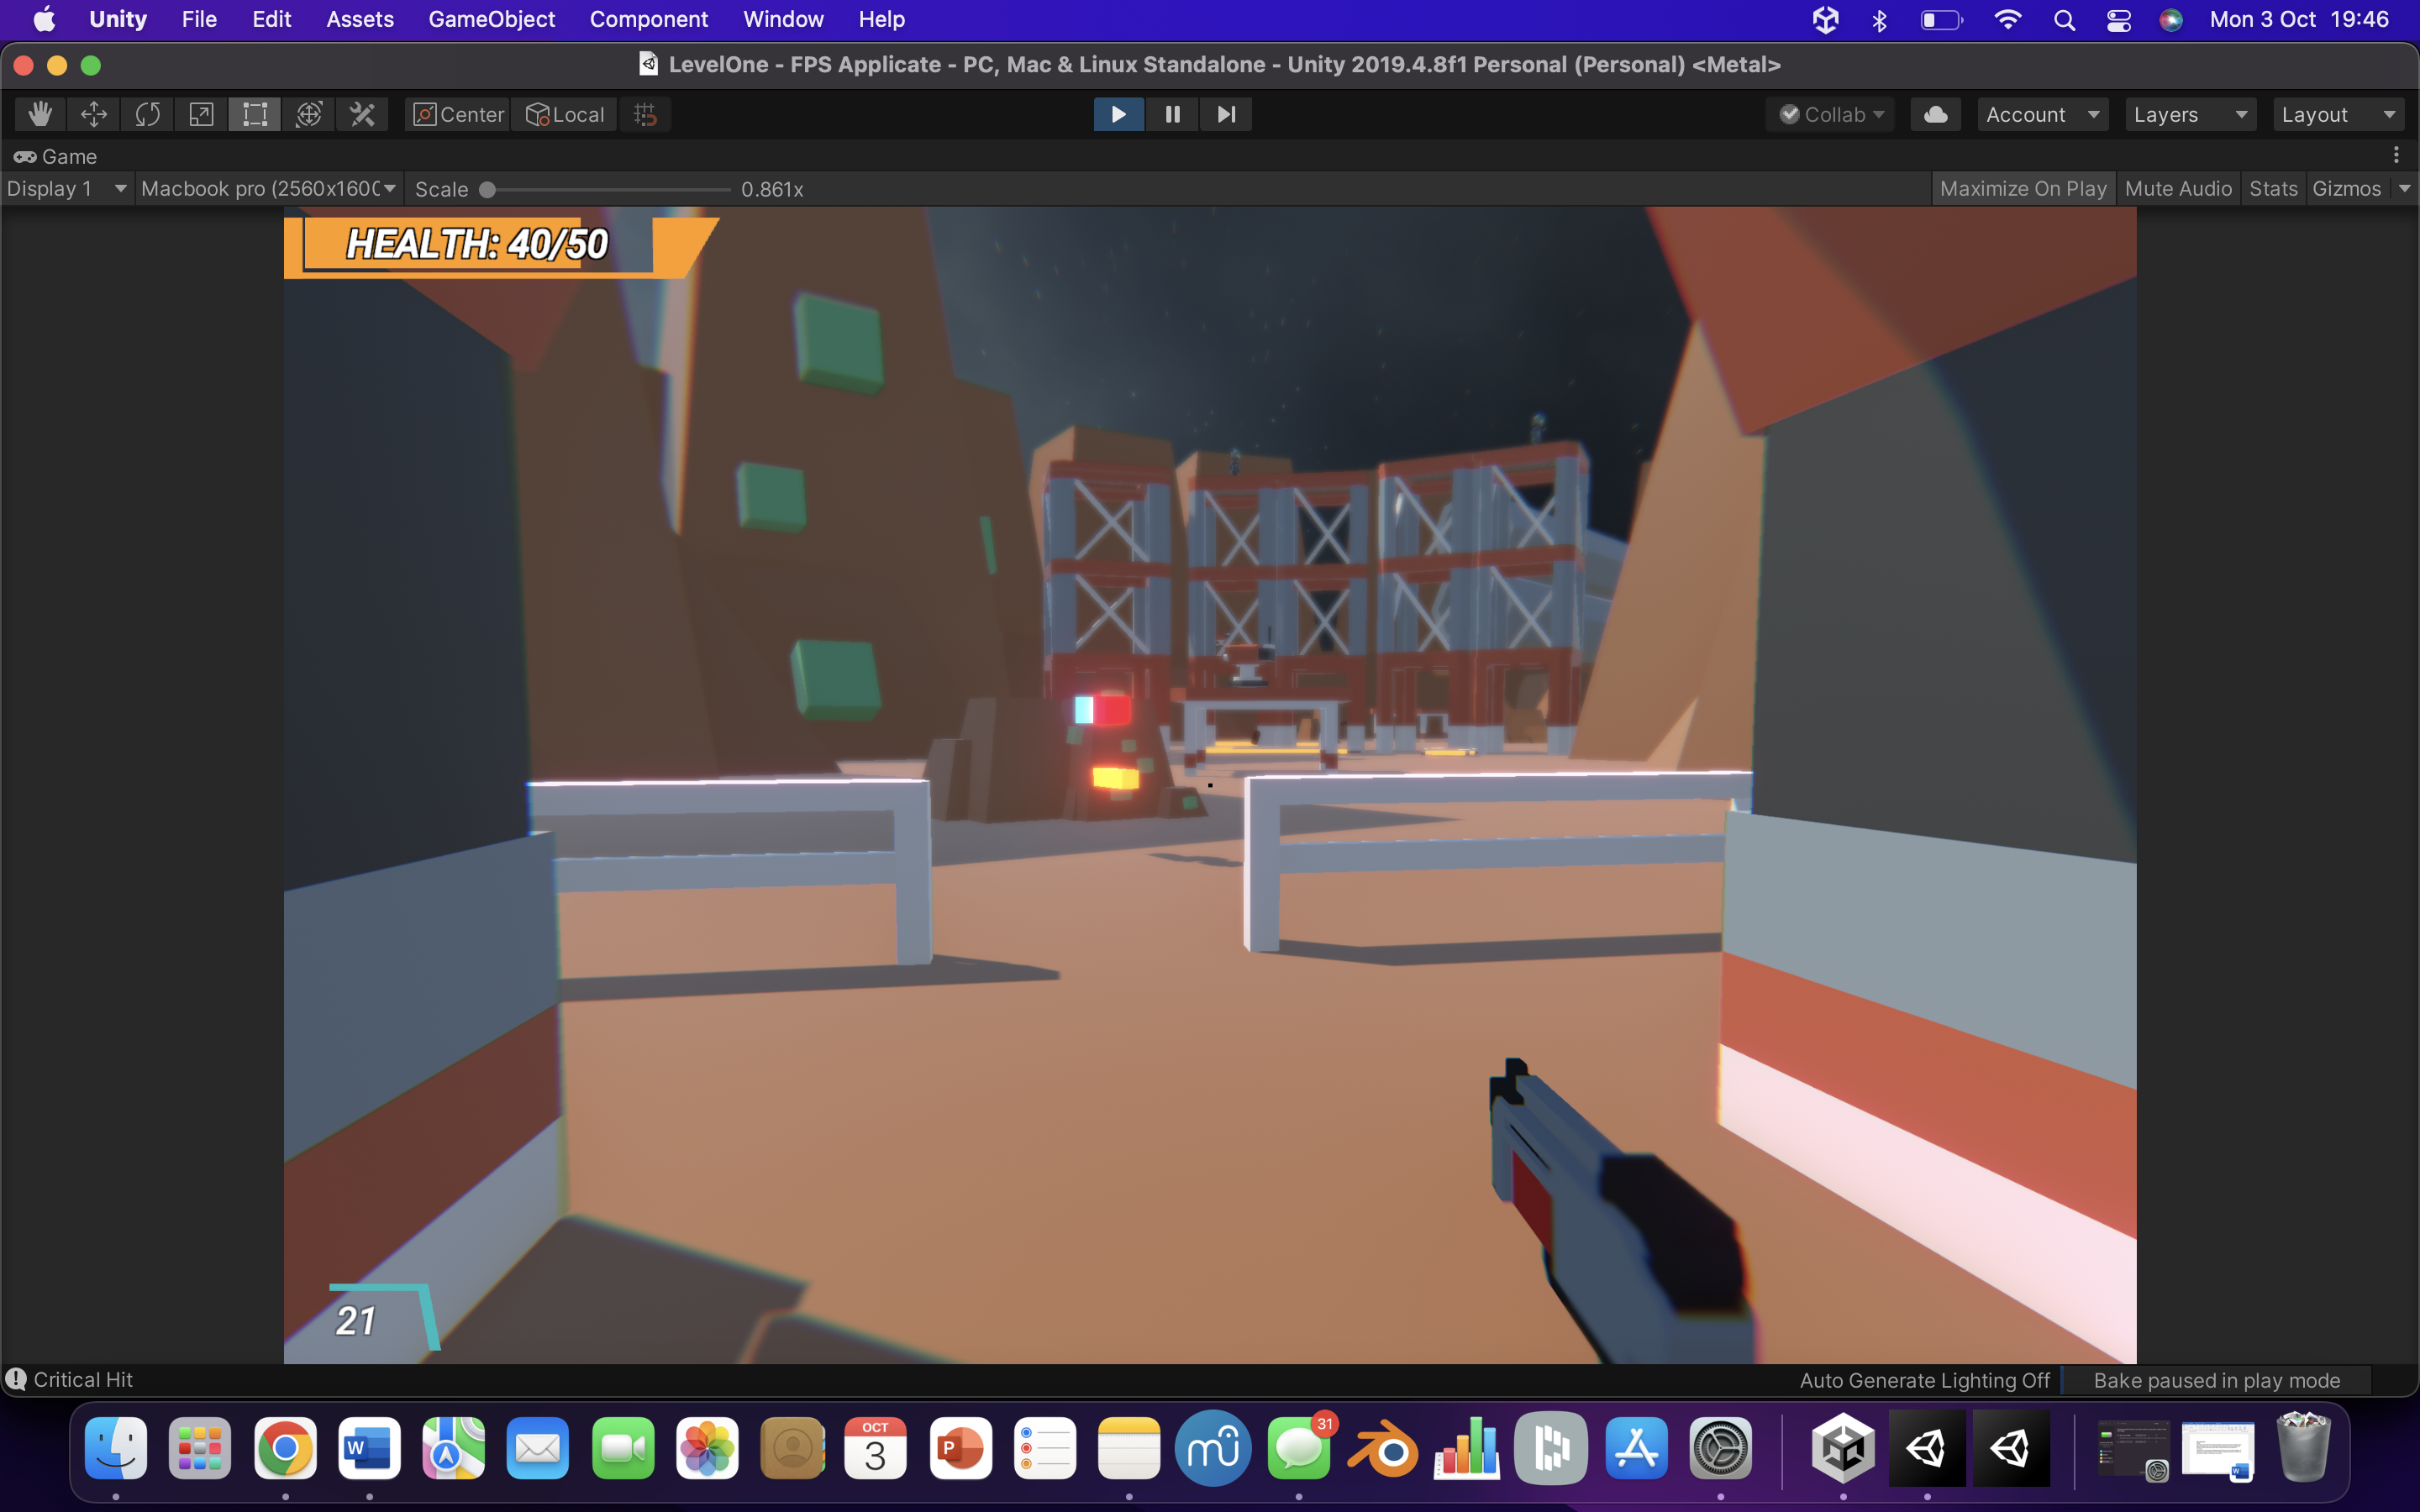 Unity File Edit Assets GameObject Component Window Help Mon 3 Oct 19:46
LevelOne - FPS Applicate - PC, Mac & Linux Standalone - Unity 2019.4.8f1 Personal (Personal) <Metal>
Center Local Collab Account Layers Layout
Game
Display 1 Macbook pro (2560x160 Scale 0.861x Maximize On Play Mute Audio Stats Gizmos
HEALTH: 40/50
21
Critical Hit Auto Generate Lighting Off Bake paused in play mode
OCT
3
W
P
31